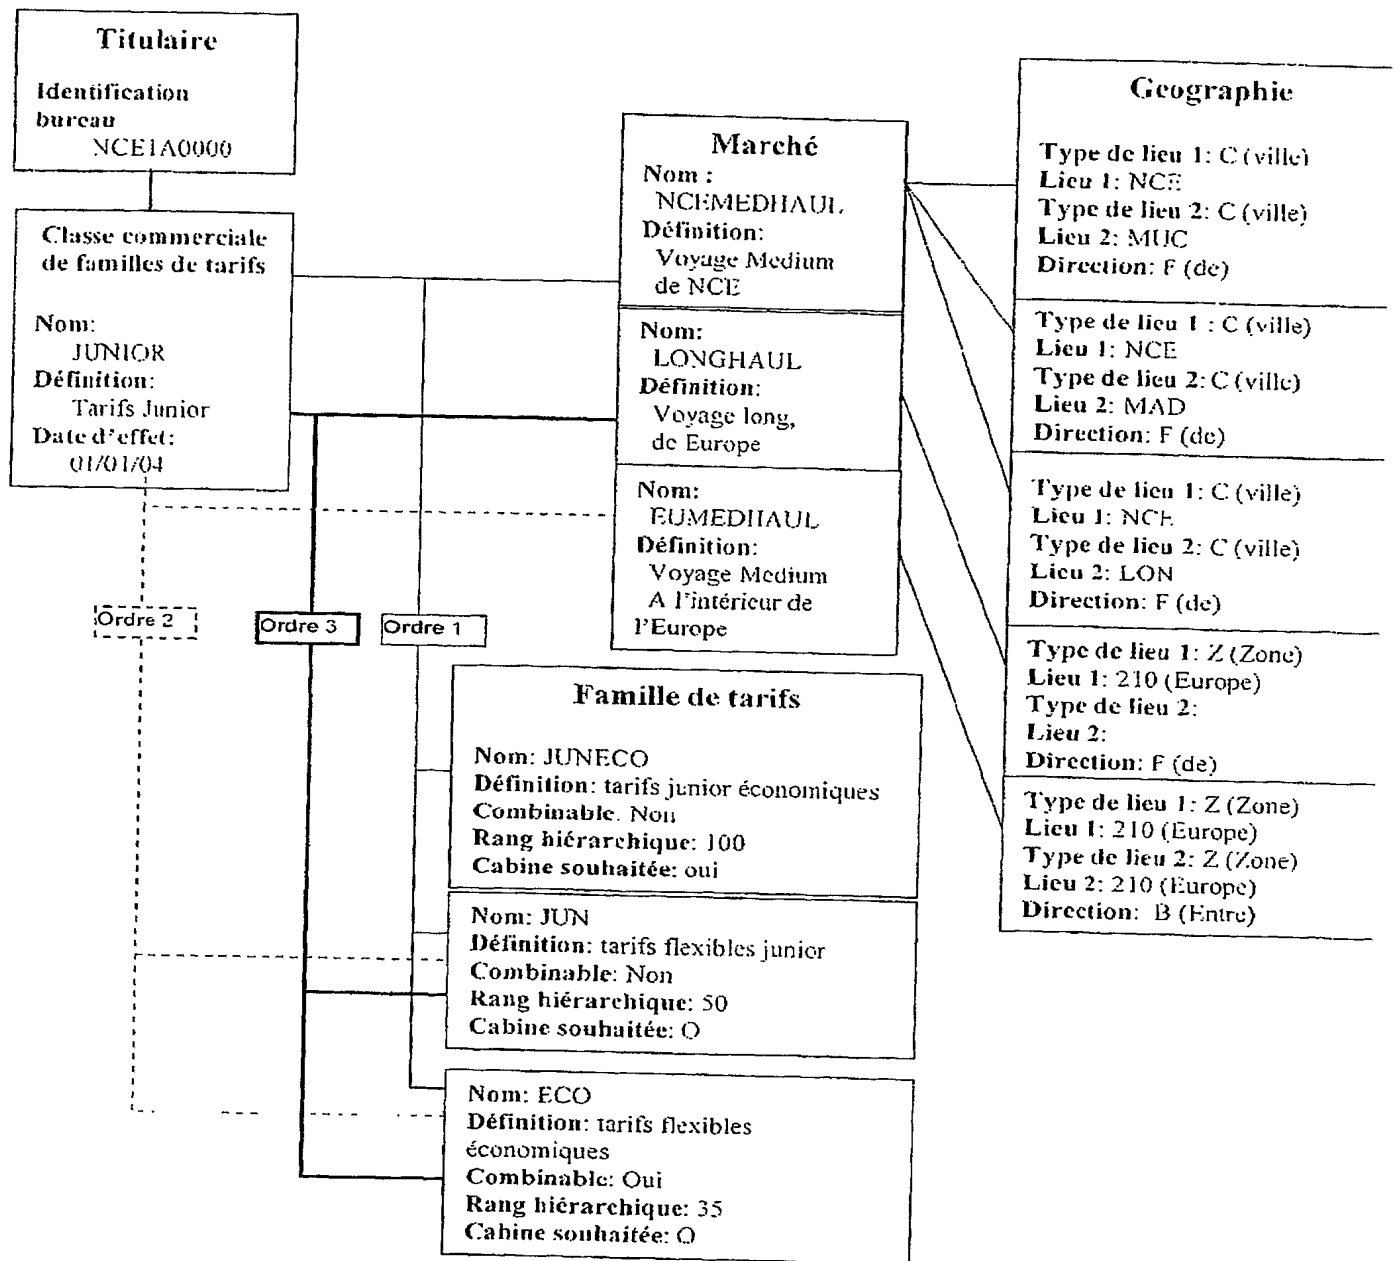 Titulaire
Identification
bureau
NCE1A0000
Classe commerciale
de familles de tarifs
Nom:
JUNIOR
Définition:
Tarifs Junior
Date d'effet:
01/01/04
Marché
Nom :
NCEMEDHAUL
Définition:
Voyage Medium
de NCE
Nom:
LONGHAUL
Définition:
Voyage long,
de Europe
Nom:
EUMEDHAUL
Définition:
Voyage Medium
A l'intérieur de
l'Europe
Geographie
Type de lieu 1: C (ville)
Lieu 1: NCE
Type de lieu 2: C (ville)
Lieu 2: MUC
Direction: F (de)
Type de lieu 1 : C (ville)
Lieu 1: NCE
Type de lieu 2: C (ville)
Lieu 2: MAD
Direction: F (de)
Type de lieu 1: C (ville)
Lieu 1: NCE
Type de lieu 2: C (ville)
Lieu 2: LON
Direction: F (de)
Type de lieu 1: Z (Zone)
Lieu 1: 210 (Europe)
Type de lieu 2:
Lieu 2:
Direction: F (de)
Type de lieu 1: Z (Zone)
Lieu 1: 210 (Europe)
Type de lieu 2: Z (Zone)
Lieu 2: 210 (Europe)
Direction: B (Entre)
Ordre 2
Ordre 3
Ordre 1
Famille de tarifs
Nom: JUNECO
Définition: tarifs junior économiques
Combinable. Non
Rang hiérarchique: 100
Cabine souhaitée: oui
Nom: JUN
Définition: tarifs flexibles junior
Combinable: Non
Rang hiérarchique: 50
Cabine souhaitée: O
Nom: ECO
Définition: tarifs flexibles
économiques
Combinable: Oui
Rang hiérarchique: 35
Cabine souhaitée: O